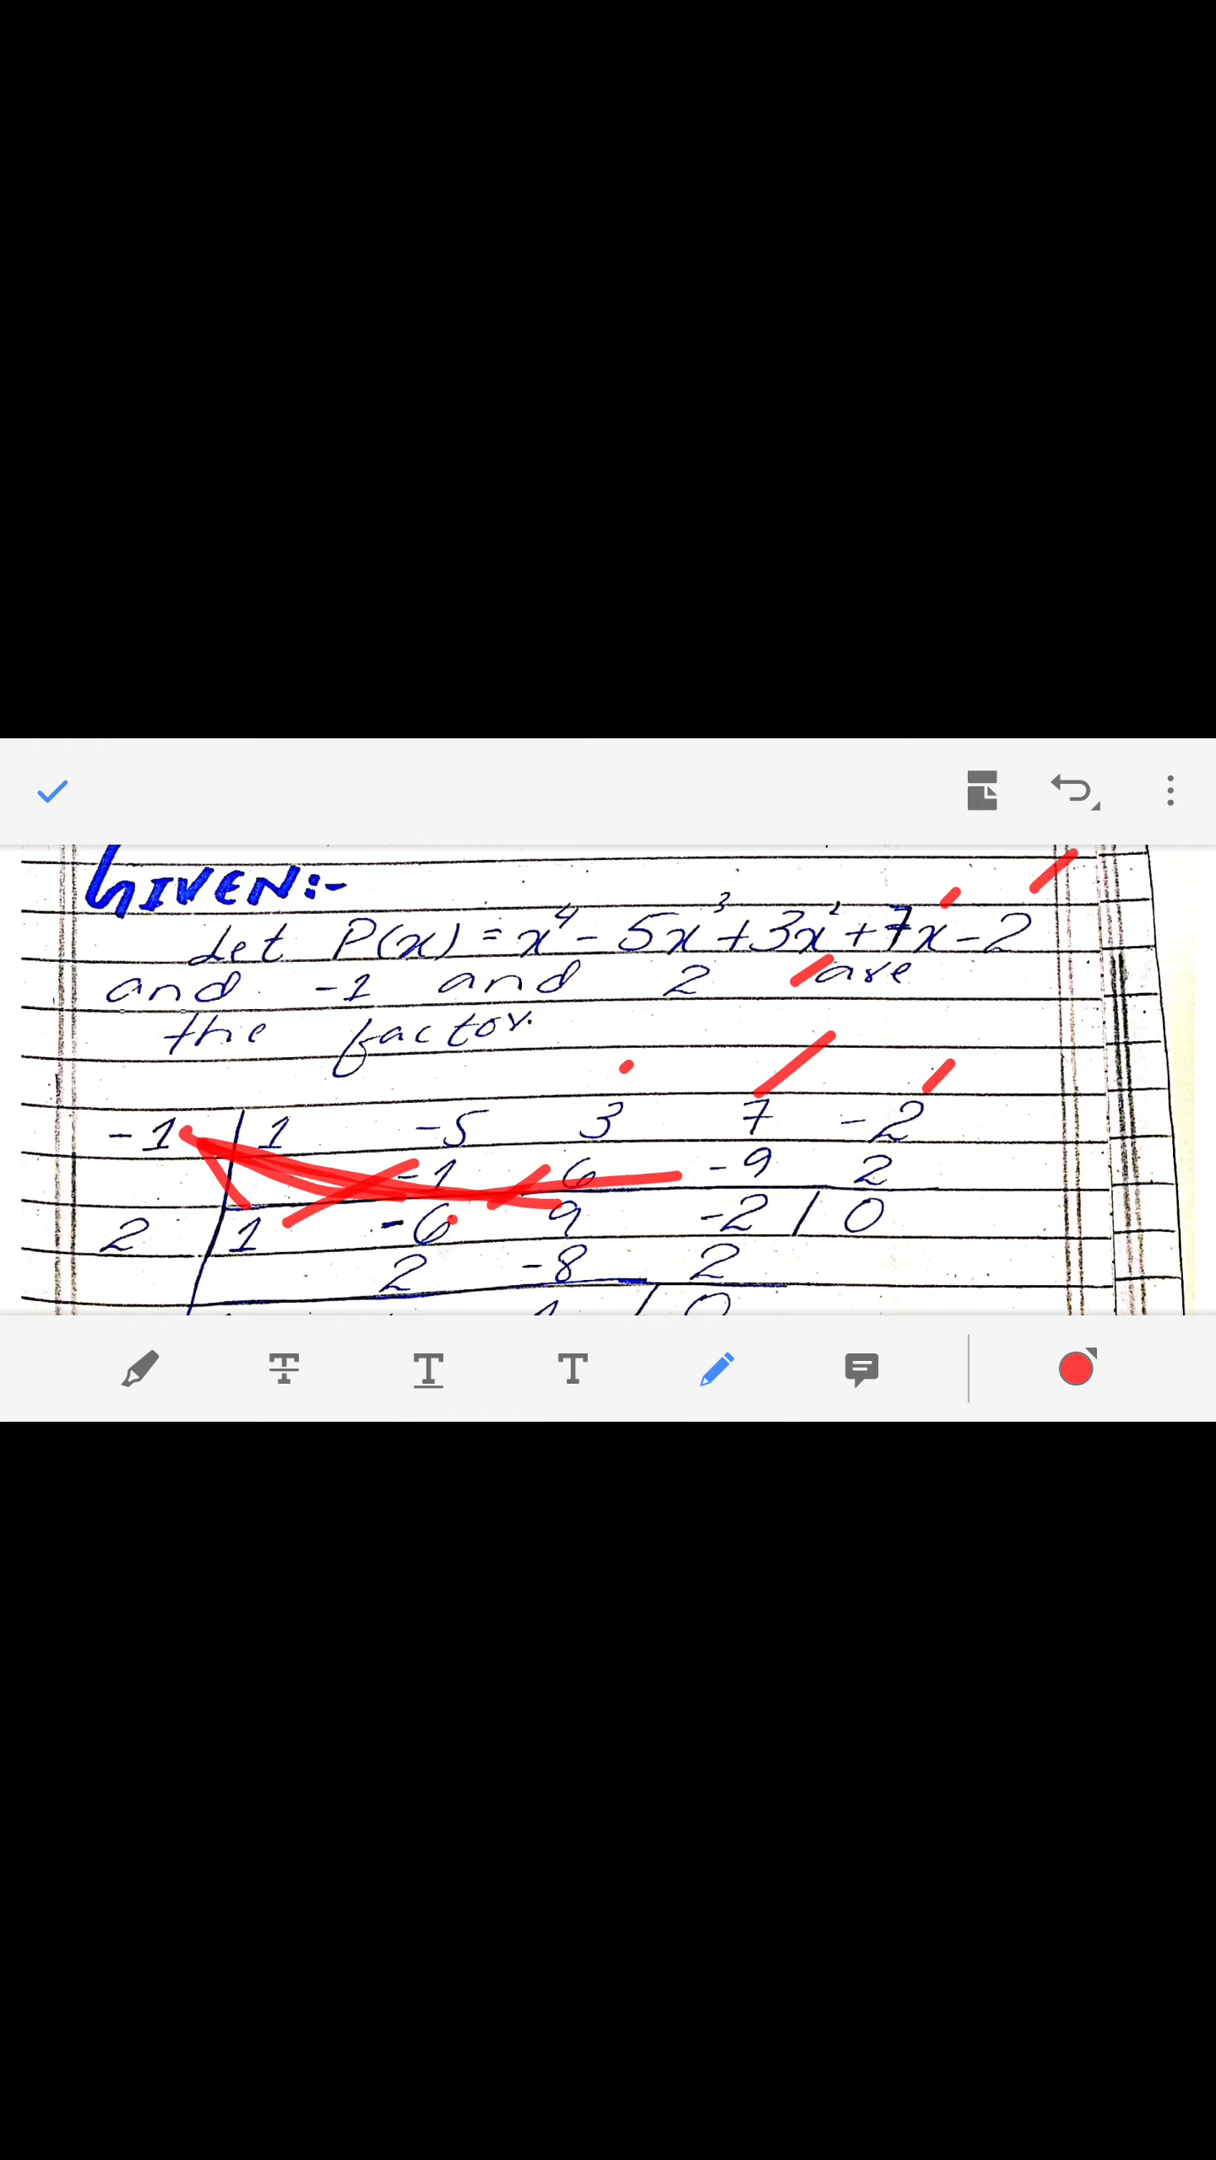 GIVEN:-
Let P(x) = x⁴ - 5x³ + 3x² + 7x - 2
and -1 and 2 are
the factor.
-1 | 1 -5 3 7 -2
-1 6 -9 2
2 | 1 -6 9 -2 / 0
2 -8 2
T T T